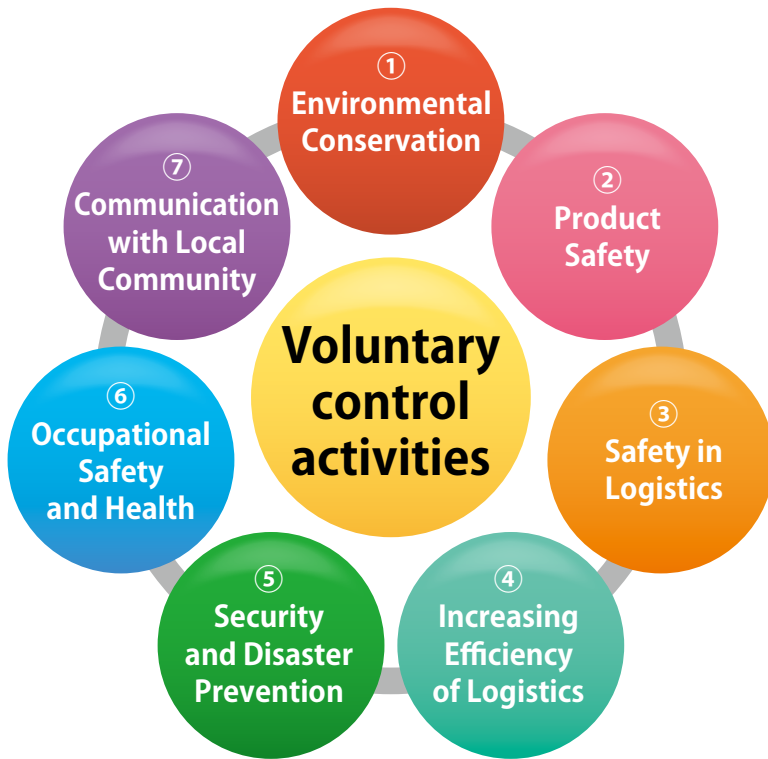 ①
Environmental
Conservation
②
Product
Safety
③
Safety in
Logistics
④
Increasing
Efficiency
of Logistics
⑤
Security
and Disaster
Prevention
⑥
Occupational
Safety
and Health
⑦
Communication
with Local
Community
Voluntary
control
activities